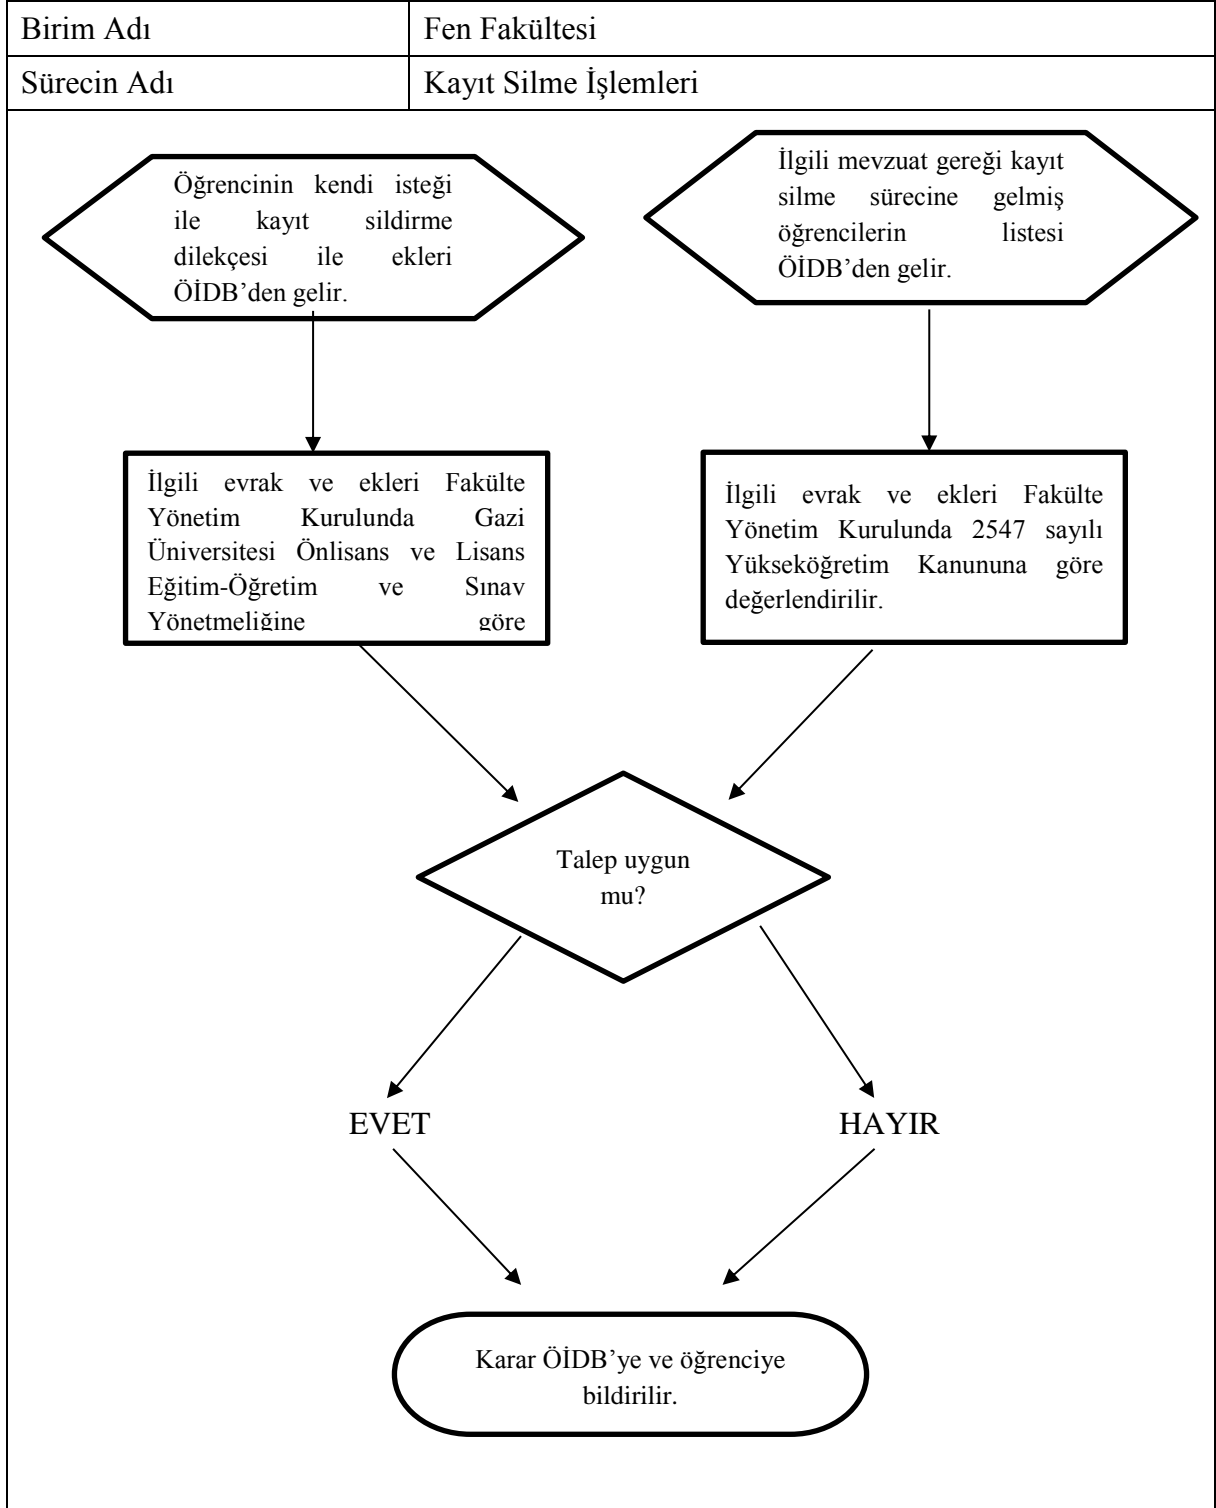 Birim Adı
Fen Fakültesi
Sürecin Adı
Kayıt Silme İşlemleri
Öğrencinin kendi isteği
ile kayıt sildirme
dilekçesi ile ekleri
ÖİDB’den gelir.
İlgili mevzuat gereği kayıt
silme sürecine gelmiş
öğrencilerin listesi
ÖİDB’den gelir.
İlgili evrak ve ekleri Fakülte
Yönetim Kurulunda Gazi
Üniversitesi Önlisans ve Lisans
Eğitim-Öğretim ve Sınav
Yönetmeliğine göre
İlgili evrak ve ekleri Fakülte
Yönetim Kurulunda 2547 sayılı
Yükseköğretim Kanununa göre
değerlendirilir.
Talep uygun
mu?
EVET
HAYIR
Karar ÖİDB’ye ve öğrenciye
bildirilir.